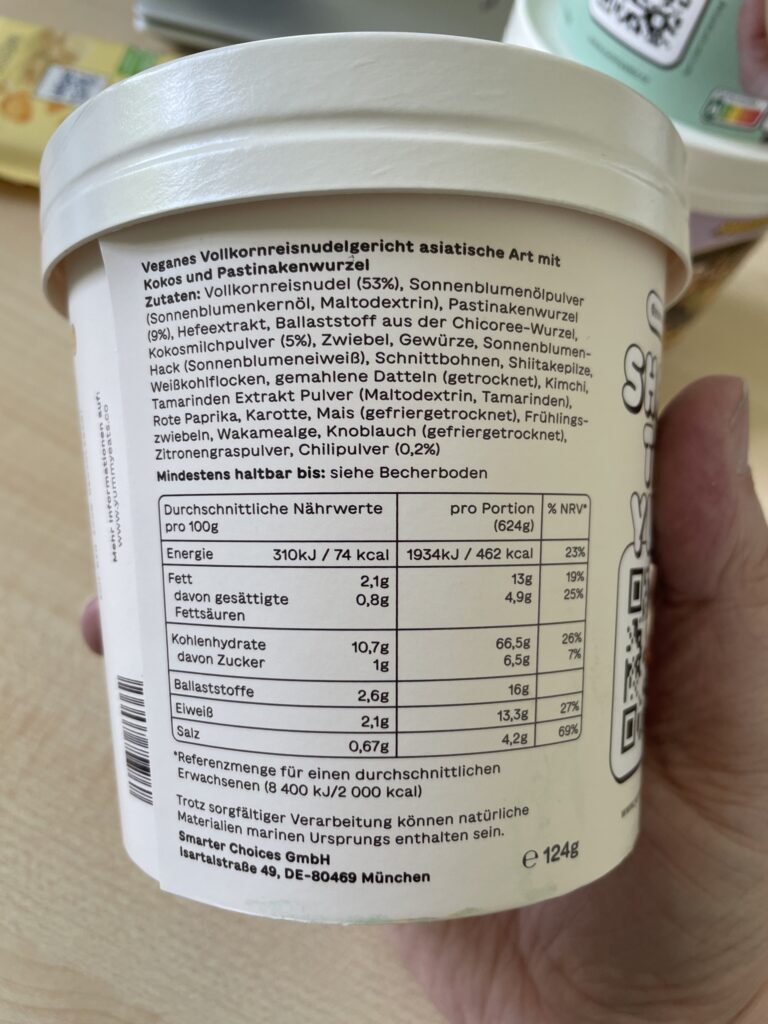 Veganes Vollkornreisnudelgericht asiatische Art mit
Kokos und Pastinakenwurzel
Zutaten: Vollkornreisnudel (53%), Sonnenblumenölpulver
(Sonnenblumenkernöl, Maltodextrin), Pastinakenwurzel
(9%), Hefeextrakt, Ballaststoff aus der Chicoree-Wurzel,
Kokosmilchpulver (5%), Zwiebel, Gewürze, Sonnenblumen-
Hack (Sonnenblumeneiweiß), Schnittbohnen, Shiitakepilze,
Weißkohlflocken, gemahlene Datteln (getrocknet), Kimchi,
Tamarinden Extrakt Pulver (Maltodextrin, Tamarinden),
Rote Paprika, Karotte, Mais (gefriergetrocknet), Frühlings-
zwiebeln, Wakamealge, Knoblauch (gefriergetrocknet),
Zitronengraspulver, Chilipulver (0,2%)
Mindestens haltbar bis: siehe Becherboden
Durchschnittliche Nährwerte pro Portion % NRV*
pro 100g (624g)
Energie 310kJ / 74 kcal 1934kJ / 462 kcal 23%
Fett 2,1g 13g 19%
davon gesättigte 0,8g 4,9g 25%
Fettsäuren
Kohlenhydrate 10,7g 66,5g 26%
davon Zucker 1g 6,5g 7%
Ballaststoffe 2,6g 16g
Eiweiß 2,1g 13,3g 27%
Salz 0,67g 4,2g 69%
*Referenzmenge für einen durchschnittlichen
Erwachsenen (8 400 kJ/2 000 kcal)
Trotz sorgfältiger Verarbeitung können natürliche
Materialien marinen Ursprungs enthalten sein.
Smarter Choices GmbH
Isartalstraße 49, DE-80469 München
e 124g
Mehr Informationen auf:
www.yummyeats.co